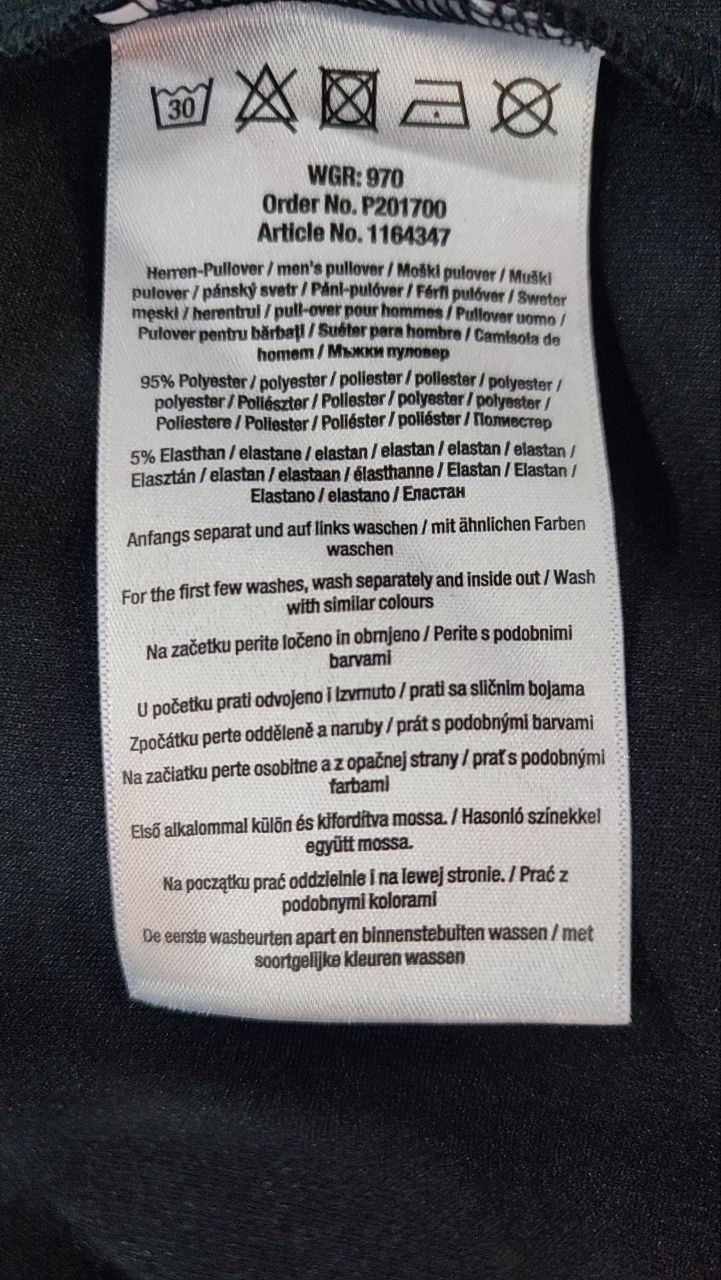 30
WGR: 970
Order No. P201700
Article No. 1164347
Herren-Pullover / men's pullover / Moški pulover / Muški
pulover / pánský svetr / Páni-pulóver / Férfi pulóver / Sweter
męski / herentrui / pull-over pour hommes / Pullover uomo /
Pulover pentru bărbați / Suéter para hombre / Camisola de
homem / Мъжки пуловер
95% Polyester / polyester / poliester / poliester / polyester /
polyester / Poliészter / Poliester / polyester / polyester /
Poliestere / Poliester / Poliéster / poliéster / Полиестер
5% Elasthan / elastane / elastan / elastan / elastan / elastan /
Elasztán / elastan / elastaan / élasthanne / Elastan / Elastan /
Elastano / elastano / Еластан
Anfangs separat und auf links waschen / mit ähnlichen Farben
waschen
For the first few washes, wash separately and inside out / Wash
with similar colours
Na začetku perite ločeno in obrnjeno / Perite s podobnimi
barvami
U početku prati odvojeno i izvrnuto / prati sa sličnim bojama
Zpočátku perte odděleně a naruby / prát s podobnými barvami
Na začiatku perte osobitne a z opačnej strany / prať s podobnými
farbami
Első alkalommal külön és kifordítva mossa. / Hasonló színekkel
együtt mossa.
Na początku prać oddzielnie i na lewej stronie. / Prać z
podobnymi kolorami
De eerste wasbeurten apart en binnenstebuiten wassen / met
soortgelijke kleuren wassen